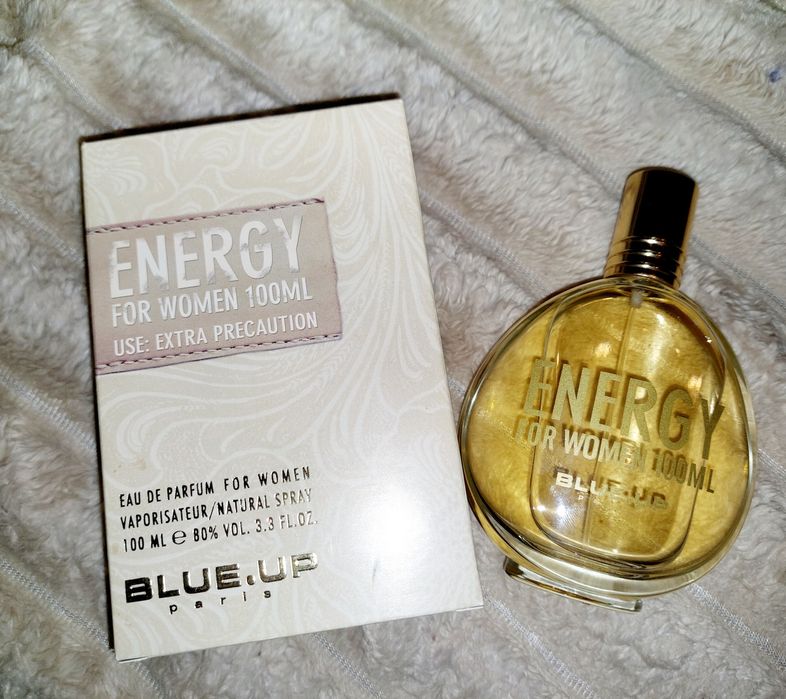 ENERGY
FOR WOMEN 100ML
USE: EXTRA PRECAUTION
EAU DE PARFUM FOR WOMEN
VAPORISATEUR/NATURAL SPRAY
100 ML ℮ 80% VOL. 3.3 FL.OZ.
BLUE.UP
paris
ENERGY
FOR WOMEN 100ML
BLUE.UP